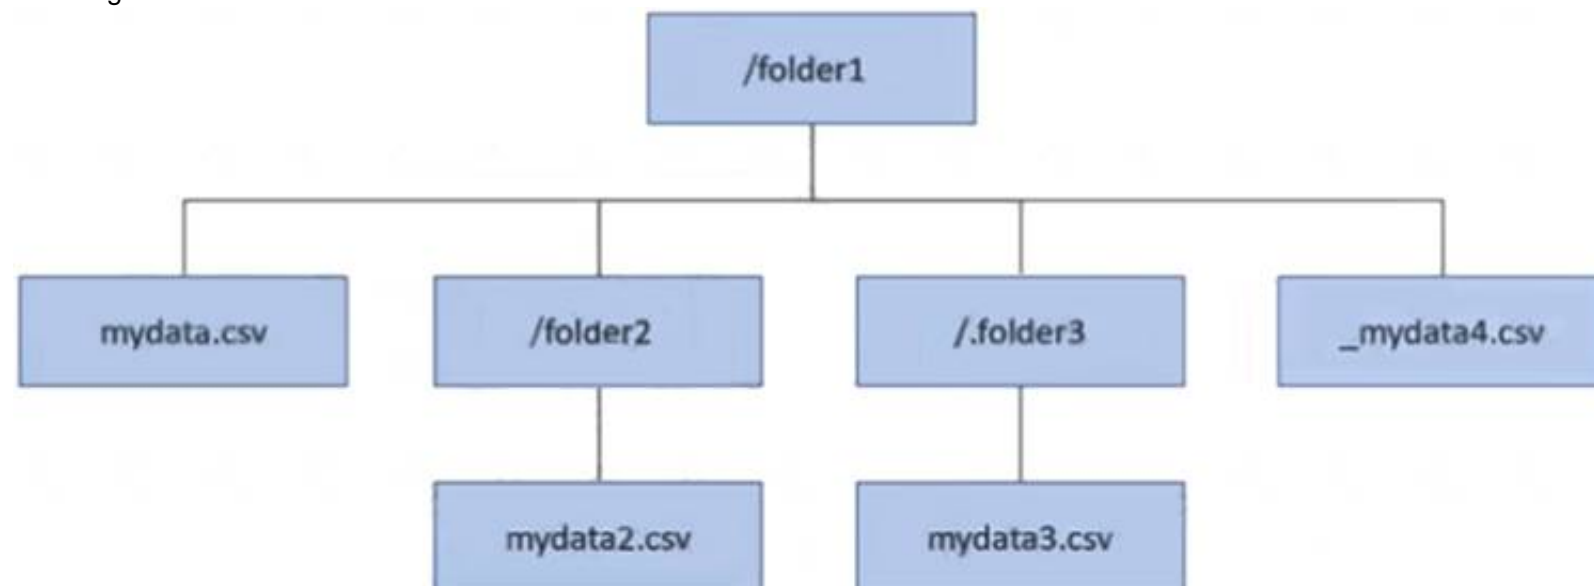 /folder1
mydata.csv
/folder2
/.folder3
_mydata4.csv
mydata2.csv
mydata3.csv